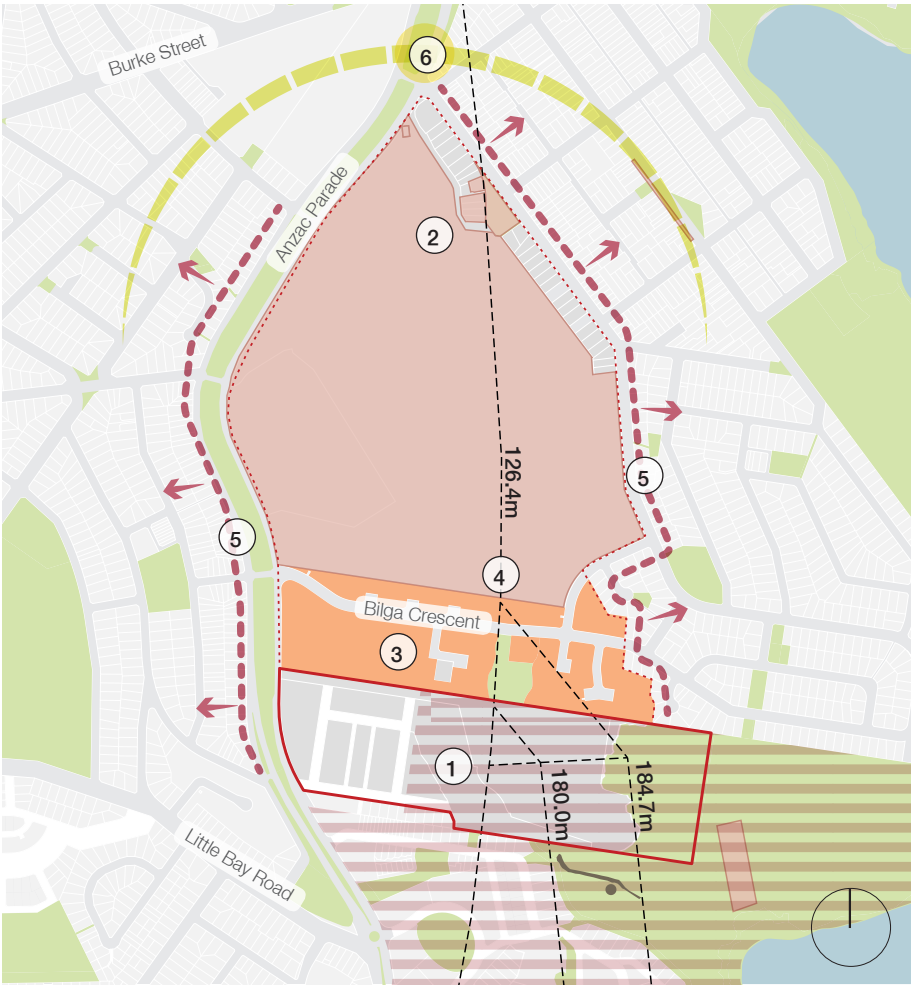 Burke Street
6
Anzac Parade
2
126.4m
5
5
4
Bilga Crescent
3
1
180.0m
184.7m
Little Bay Road